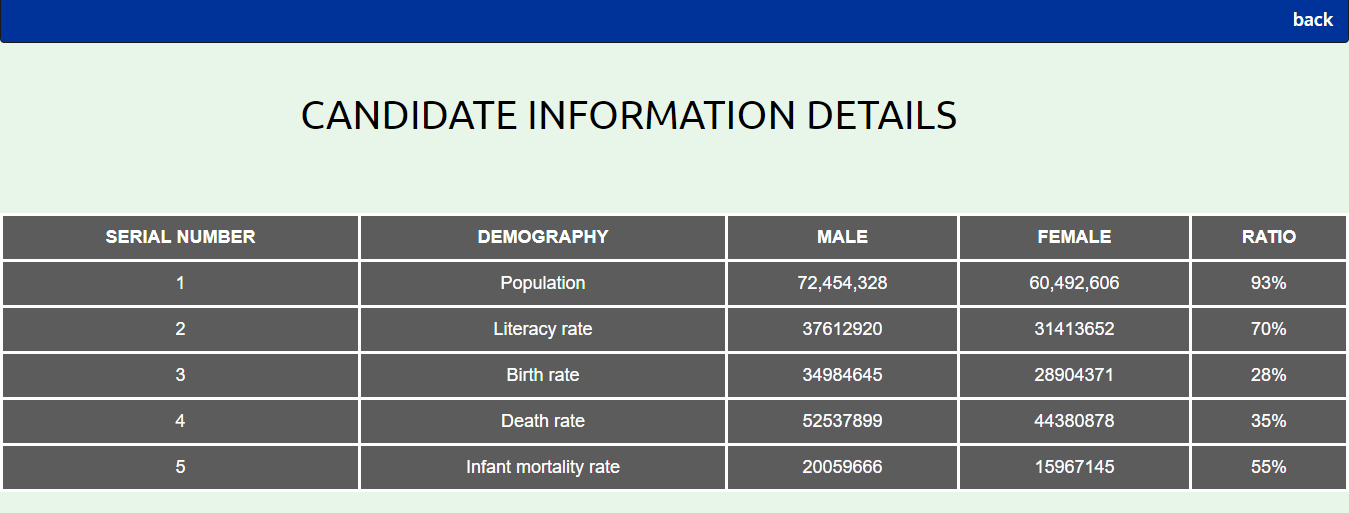 back
CANDIDATE INFORMATION DETAILS
SERIAL NUMBER DEMOGRAPHY MALE FEMALE RATIO
1 Population 72,454,328 60,492,606 93%
2 Literacy rate 37612920 31413652 70%
3 Birth rate 34984645 28904371 28%
4 Death rate 52537899 44380878 35%
5 Infant mortality rate 20059666 15967145 55%